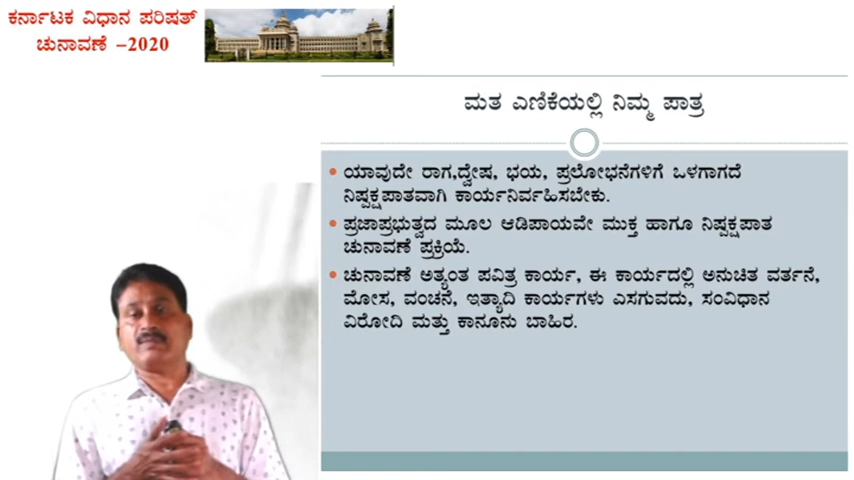 ಕರ್ನಾಟಕ ವಿಧಾನ ಪರಿಷತ್
ಚುನಾವಣೆ –2020
ಮತ ಎಣಿಕೆಯಲ್ಲಿ ನಿಮ್ಮ ಪಾತ್ರ
• ಯಾವುದೇ ರಾಗ,ದ್ವೇಷ, ಭಯ, ಪ್ರಲೋಭನೆಗಳಿಗೆ ಒಳಗಾಗದೆ
ನಿಷ್ಪಕ್ಷಪಾತವಾಗಿ ಕಾರ್ಯನಿರ್ವಹಿಸಬೇಕು.
• ಪ್ರಜಾಪ್ರಭುತ್ವದ ಮೂಲ ಆಡಿಪಾಯವೇ ಮುಕ್ತ ಹಾಗೂ ನಿಷ್ಪಕ್ಷಪಾತ
ಚುನಾವಣೆ ಪ್ರಕ್ರಿಯೆ.
• ಚುನಾವಣೆ ಅತ್ಯಂತ ಪವಿತ್ರ ಕಾರ್ಯ, ಈ ಕಾರ್ಯದಲ್ಲಿ ಅನುಚಿತ ವರ್ತನೆ,
ಮೋಸ, ವಂಚನೆ, ಇತ್ಯಾದಿ ಕಾರ್ಯಗಳು ಎಸಗುವದು, ಸಂವಿಧಾನ
ವಿರೋದಿ ಮತ್ತು ಕಾನೂನು ಬಾಹಿರ.